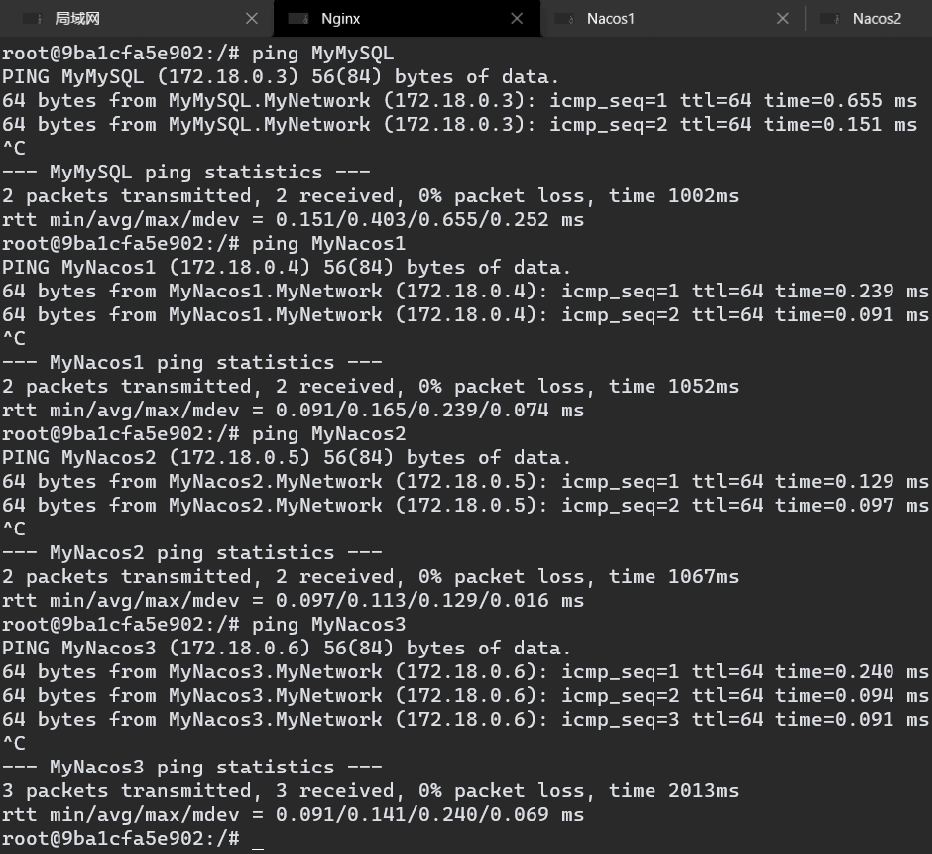 局域网
Nginx
Nacos1
Nacos2
root@9ba1cfa5e902:/# ping MyMySQL
PING MyMySQL (172.18.0.3) 56(84) bytes of data.
64 bytes from MyMySQL.MyNetwork (172.18.0.3): icmp_seq=1 ttl=64 time=0.655 ms
64 bytes from MyMySQL.MyNetwork (172.18.0.3): icmp_seq=2 ttl=64 time=0.151 ms
^C
--- MyMySQL ping statistics ---
2 packets transmitted, 2 received, 0% packet loss, time 1002ms
rtt min/avg/max/mdev = 0.151/0.403/0.655/0.252 ms
root@9ba1cfa5e902:/# ping MyNacos1
PING MyNacos1 (172.18.0.4) 56(84) bytes of data.
64 bytes from MyNacos1.MyNetwork (172.18.0.4): icmp_seq=1 ttl=64 time=0.239 ms
64 bytes from MyNacos1.MyNetwork (172.18.0.4): icmp_seq=2 ttl=64 time=0.091 ms
^C
--- MyNacos1 ping statistics ---
2 packets transmitted, 2 received, 0% packet loss, time 1052ms
rtt min/avg/max/mdev = 0.091/0.165/0.239/0.074 ms
root@9ba1cfa5e902:/# ping MyNacos2
PING MyNacos2 (172.18.0.5) 56(84) bytes of data.
64 bytes from MyNacos2.MyNetwork (172.18.0.5): icmp_seq=1 ttl=64 time=0.129 ms
64 bytes from MyNacos2.MyNetwork (172.18.0.5): icmp_seq=2 ttl=64 time=0.097 ms
^C
--- MyNacos2 ping statistics ---
2 packets transmitted, 2 received, 0% packet loss, time 1067ms
rtt min/avg/max/mdev = 0.097/0.113/0.129/0.016 ms
root@9ba1cfa5e902:/# ping MyNacos3
PING MyNacos3 (172.18.0.6) 56(84) bytes of data.
64 bytes from MyNacos3.MyNetwork (172.18.0.6): icmp_seq=1 ttl=64 time=0.240 ms
64 bytes from MyNacos3.MyNetwork (172.18.0.6): icmp_seq=2 ttl=64 time=0.094 ms
64 bytes from MyNacos3.MyNetwork (172.18.0.6): icmp_seq=3 ttl=64 time=0.091 ms
^C
--- MyNacos3 ping statistics ---
3 packets transmitted, 3 received, 0% packet loss, time 2013ms
rtt min/avg/max/mdev = 0.091/0.141/0.240/0.069 ms
root@9ba1cfa5e902:/# _